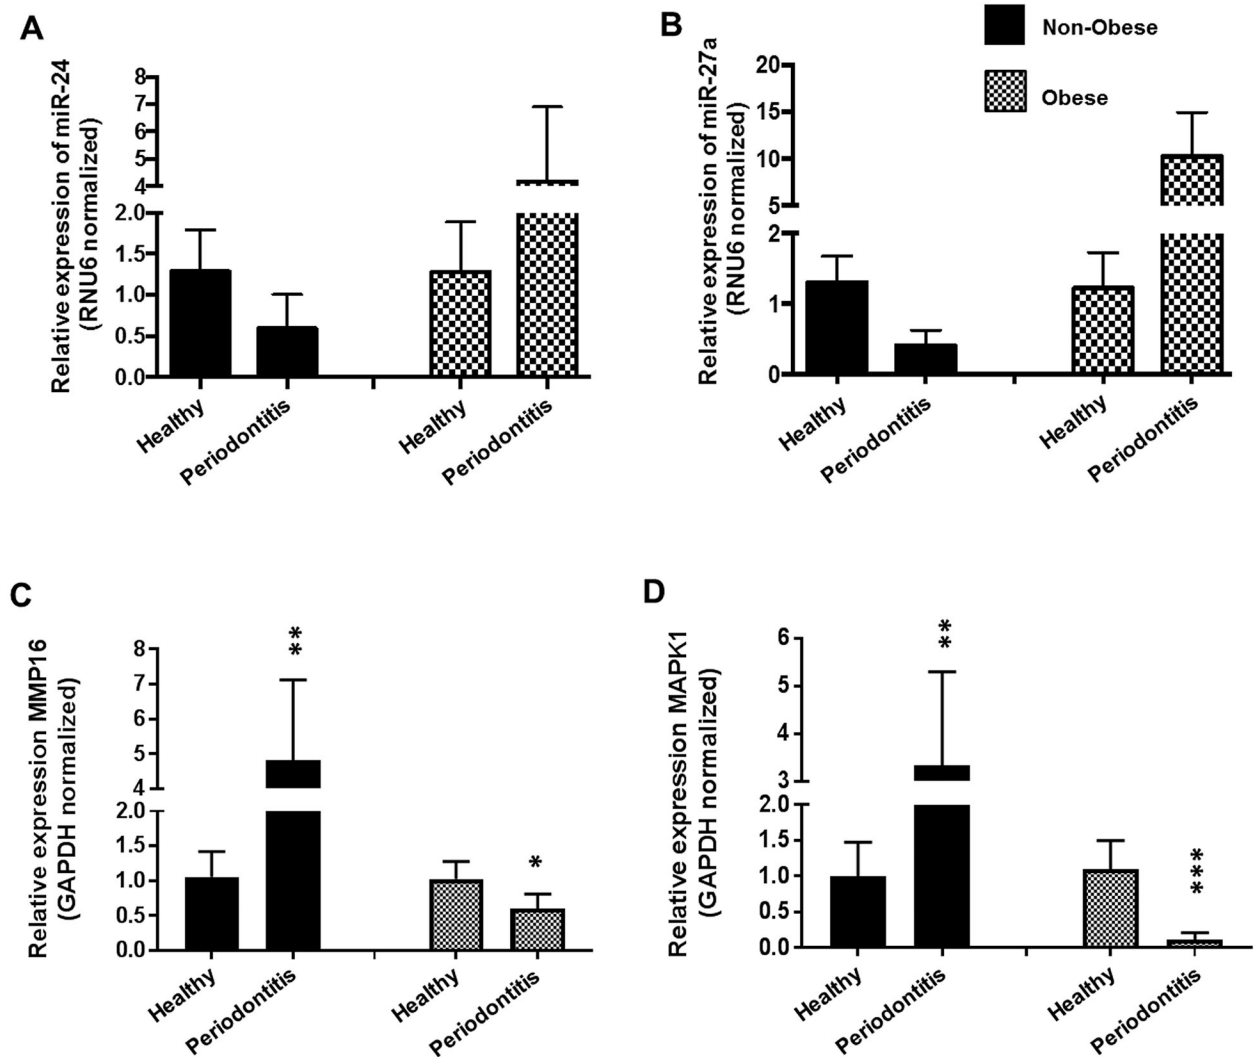 A
Relative expression of miR-24
(RNU6 normalized)
8
7
6
5
4
2.0
1.5
1.0
0.5
0.0
Healthy
Periodontitis
Healthy
Periodontitis
B
Non-Obese
Obese
Relative expression of miR-27a
(RNU6 normalized)
20
15
10
5
2
1
0
Healthy
Periodontitis
Healthy
Periodontitis
C
Relative expression MMP16
(GAPDH normalized)
8
7
6
5
4
2.0
1.5
1.0
0.5
0.0
**
*
Healthy
Periodontitis
Healthy
Periodontitis
D
Relative expression MAPK1
(GAPDH normalized)
6
5
4
3
2.0
1.5
1.0
0.5
0.0
**
***
Healthy
Periodontitis
Healthy
Periodontitis